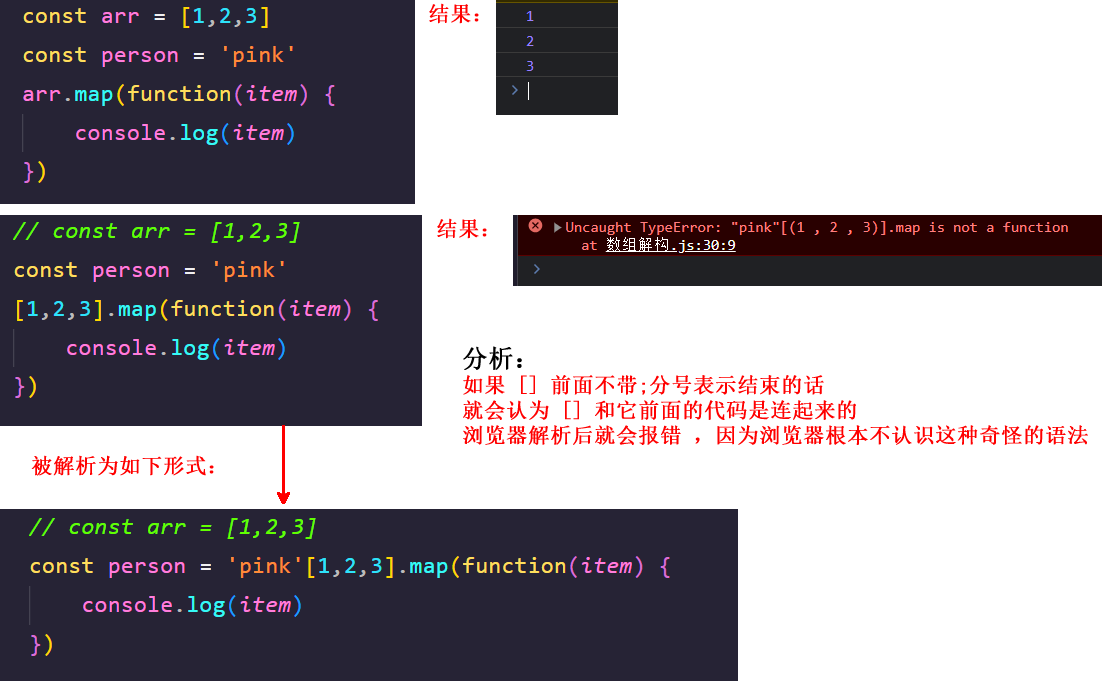 const arr = [1,2,3]
const person = 'pink'
arr.map(function(item) {
console.log(item)
})
结果：
1
2
3
>
// const arr = [1,2,3]
const person = 'pink'
[1,2,3].map(function(item) {
console.log(item)
})
结果：
Uncaught TypeError: "pink"[(1 , 2 , 3)].map is not a function
at 数组解构.js:30:9
>
分析：
如果 [] 前面不带;分号表示结束的话
就会认为 [] 和它前面的代码是连起来的
浏览器解析后就会报错 ，因为浏览器根本不认识这种奇怪的语法
被解析为如下形式：
// const arr = [1,2,3]
const person = 'pink'[1,2,3].map(function(item) {
console.log(item)
})